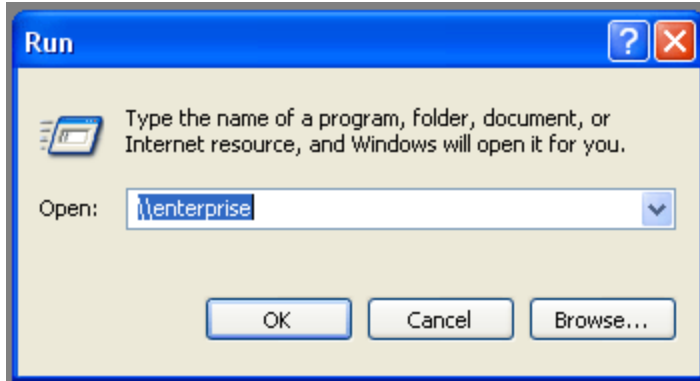 Run
Type the name of a program, folder, document, or
Internet resource, and Windows will open it for you.
Open: \\enterprise
OK Cancel Browse...